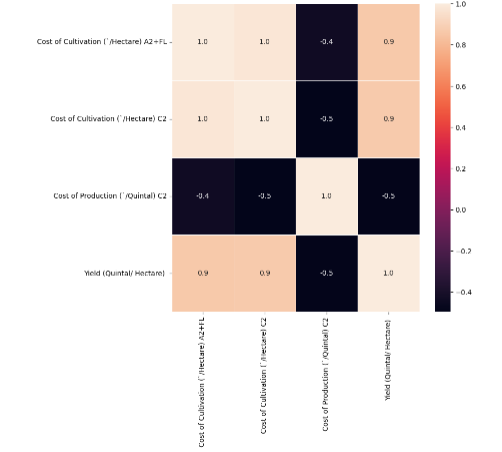 Cost of Cultivation (`/Hectare) A2+FL
1.0 1.0 -0.4 0.9
Cost of Cultivation (`/Hectare) C2
1.0 1.0 -0.5 0.9
Cost of Production (`/Quintal) C2
-0.4 -0.5 1.0 -0.5
Yield (Quintal/ Hectare)
0.9 0.9 -0.5 1.0
Cost of Cultivation (`/Hectare) A2+FL
Cost of Cultivation (`/Hectare) C2
Cost of Production (`/Quintal) C2
Yield (Quintal/ Hectare)
1.0
0.8
0.6
0.4
0.2
0.0
−0.2
−0.4